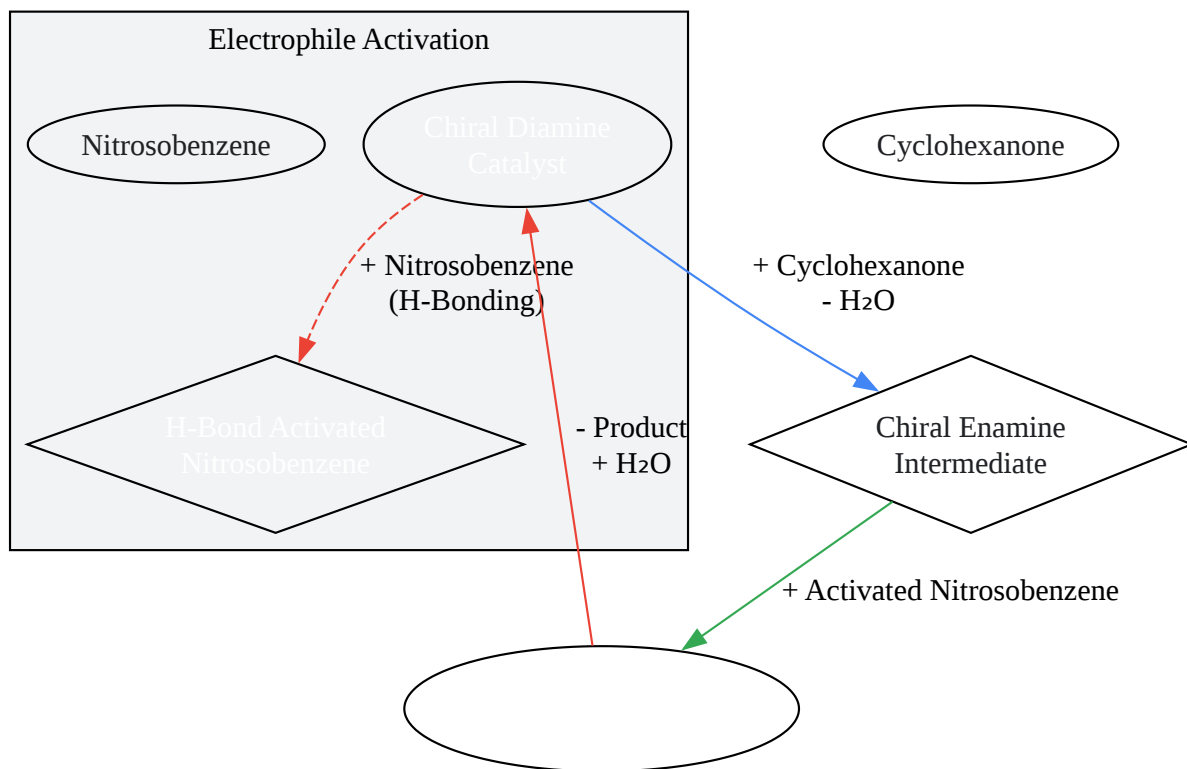 Electrophile Activation
Nitrosobenzene
Chiral Diamine
Catalyst
Cyclohexanone
+ Nitrosobenzene
(H-Bonding)
+ Cyclohexanone
- H₂O
H-Bond Activated
Nitrosobenzene
- Product
+ H₂O
Chiral Enamine
Intermediate
+ Activated Nitrosobenzene